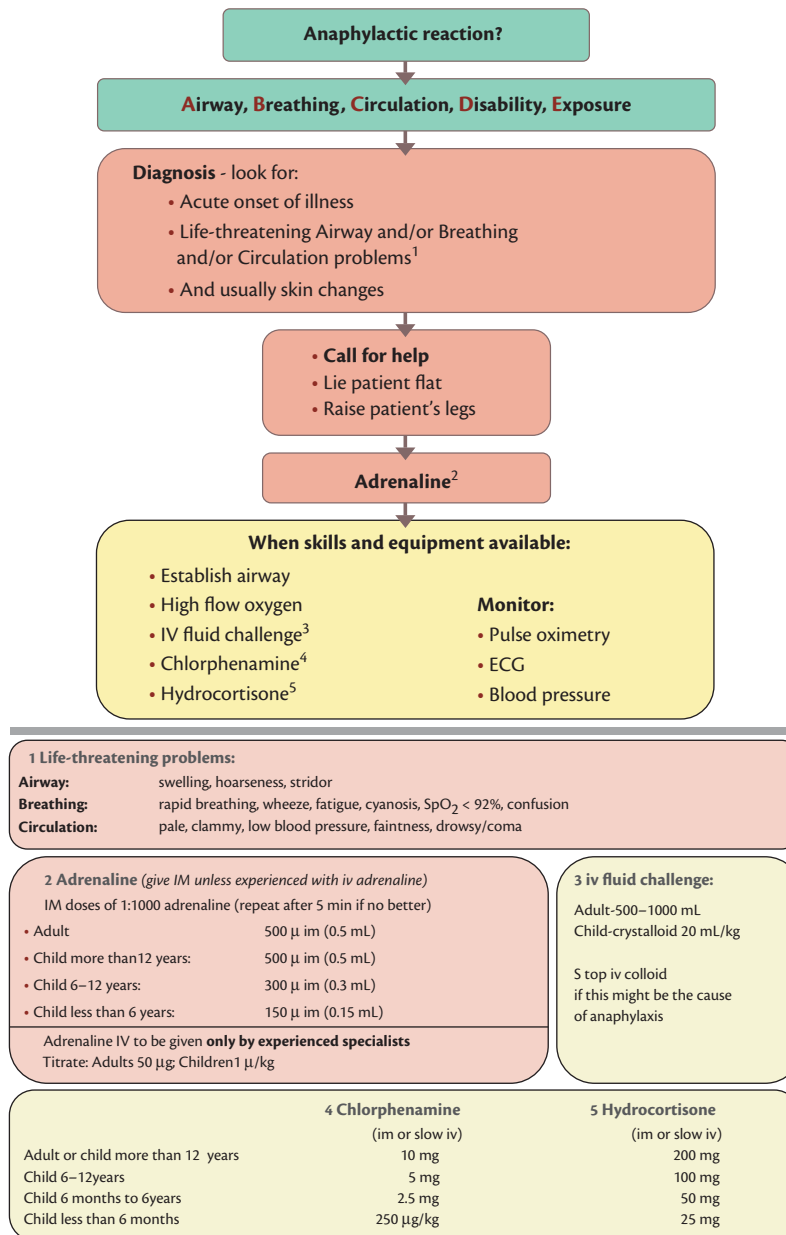 Anaphylactic reaction?
Airway, Breathing, Circulation, Disability, Exposure
Diagnosis - look for:
• Acute onset of illness
• Life-threatening Airway and/or Breathing
and/or Circulation problems1
• And usually skin changes
• Call for help
• Lie patient flat
• Raise patient's legs
Adrenaline2
When skills and equipment available:
• Establish airway
• High flow oxygen
• IV fluid challenge3
• Chlorphenamine4
• Hydrocortisone5
Monitor:
• Pulse oximetry
• ECG
• Blood pressure
1 Life-threatening problems:
Airway: swelling, hoarseness, stridor
Breathing: rapid breathing, wheeze, fatigue, cyanosis, SpO2 < 92%, confusion
Circulation: pale, clammy, low blood pressure, faintness, drowsy/coma
2 Adrenaline (give IM unless experienced with iv adrenaline)
IM doses of 1:1000 adrenaline (repeat after 5 min if no better)
• Adult 500 μ im (0.5 mL)
• Child more than12 years: 500 μ im (0.5 mL)
• Child 6–12 years: 300 μ im (0.3 mL)
• Child less than 6 years: 150 μ im (0.15 mL)
Adrenaline IV to be given only by experienced specialists
Titrate: Adults 50 μg; Children1 μ/kg
3 iv fluid challenge:
Adult-500–1000 mL
Child-crystalloid 20 mL/kg
S top iv colloid
if this might be the cause
of anaphylaxis
4 Chlorphenamine 5 Hydrocortisone
(im or slow iv) (im or slow iv)
Adult or child more than 12 years 10 mg 200 mg
Child 6–12years 5 mg 100 mg
Child 6 months to 6years 2.5 mg 50 mg
Child less than 6 months 250 μg/kg 25 mg